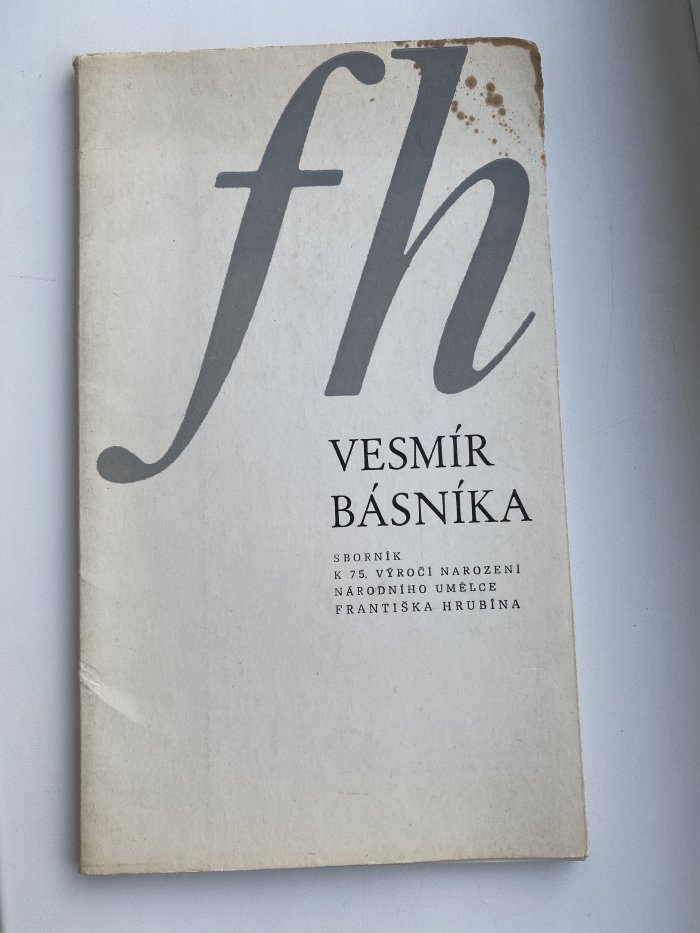 fh
VESMÍR
BÁSNÍKA
SBORNÍK
K 75. VÝROČÍ NAROZENÍ
NÁRODNÍHO UMĚLCE
FRANTIŠKA HRUBÍNA